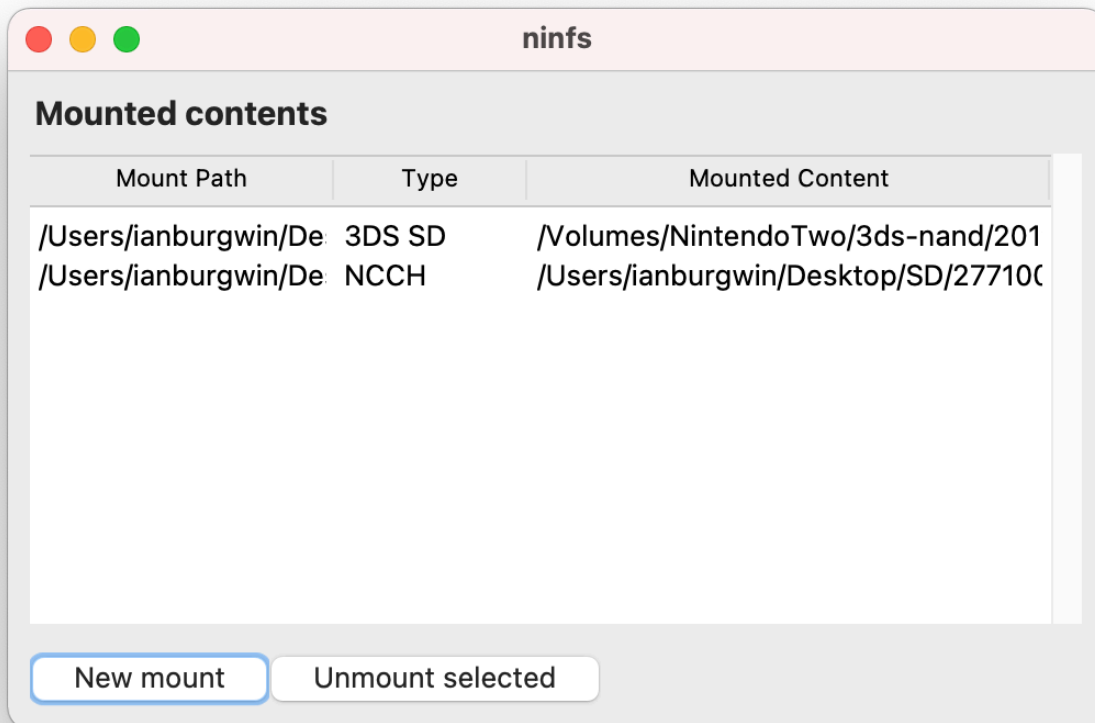 ninfs
Mounted contents
Mount Path Type Mounted Content
/Users/ianburgwin/De 3DS SD /Volumes/NintendoTwo/3ds-nand/201
/Users/ianburgwin/De NCCH /Users/ianburgwin/Desktop/SD/27710
New mount Unmount selected